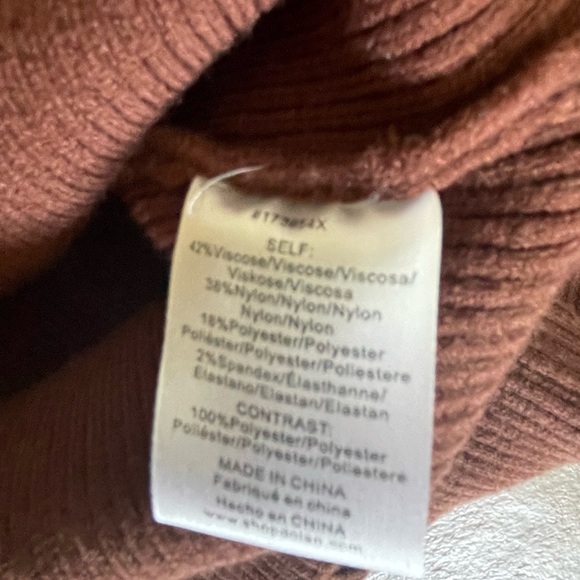 SELF:
42%Viscose/Viscose/Viscosa/
Viskose/Viscosa
38%Nylon/Nylon/Nylon
Nylon/Nylon
18%Polyester/Polyester
Poliéster/Polyester/Poliestere
2%Spandex/Élasthanne/
Elastano/Elastan/Elastan
CONTRAST:
100%Polyester/Polyester
Poliéster/Polyester/Poliestere
MADE IN CHINA
Fabriqué en china
Hecho en CHINA